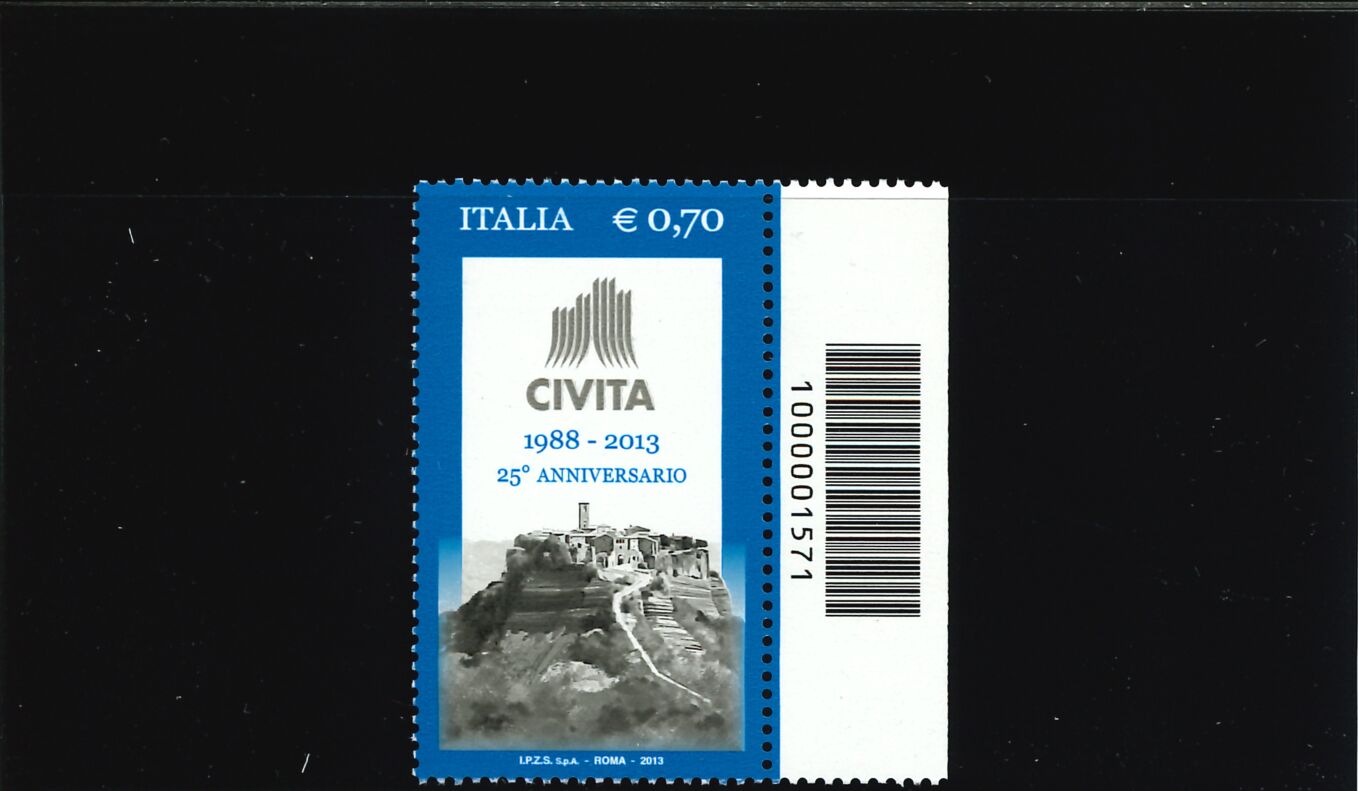 ITALIA € 0,70
CIVITA
1988 - 2013
25° ANNIVERSARIO
I.P.Z.S. S.p.A. - ROMA - 2013
1000001571